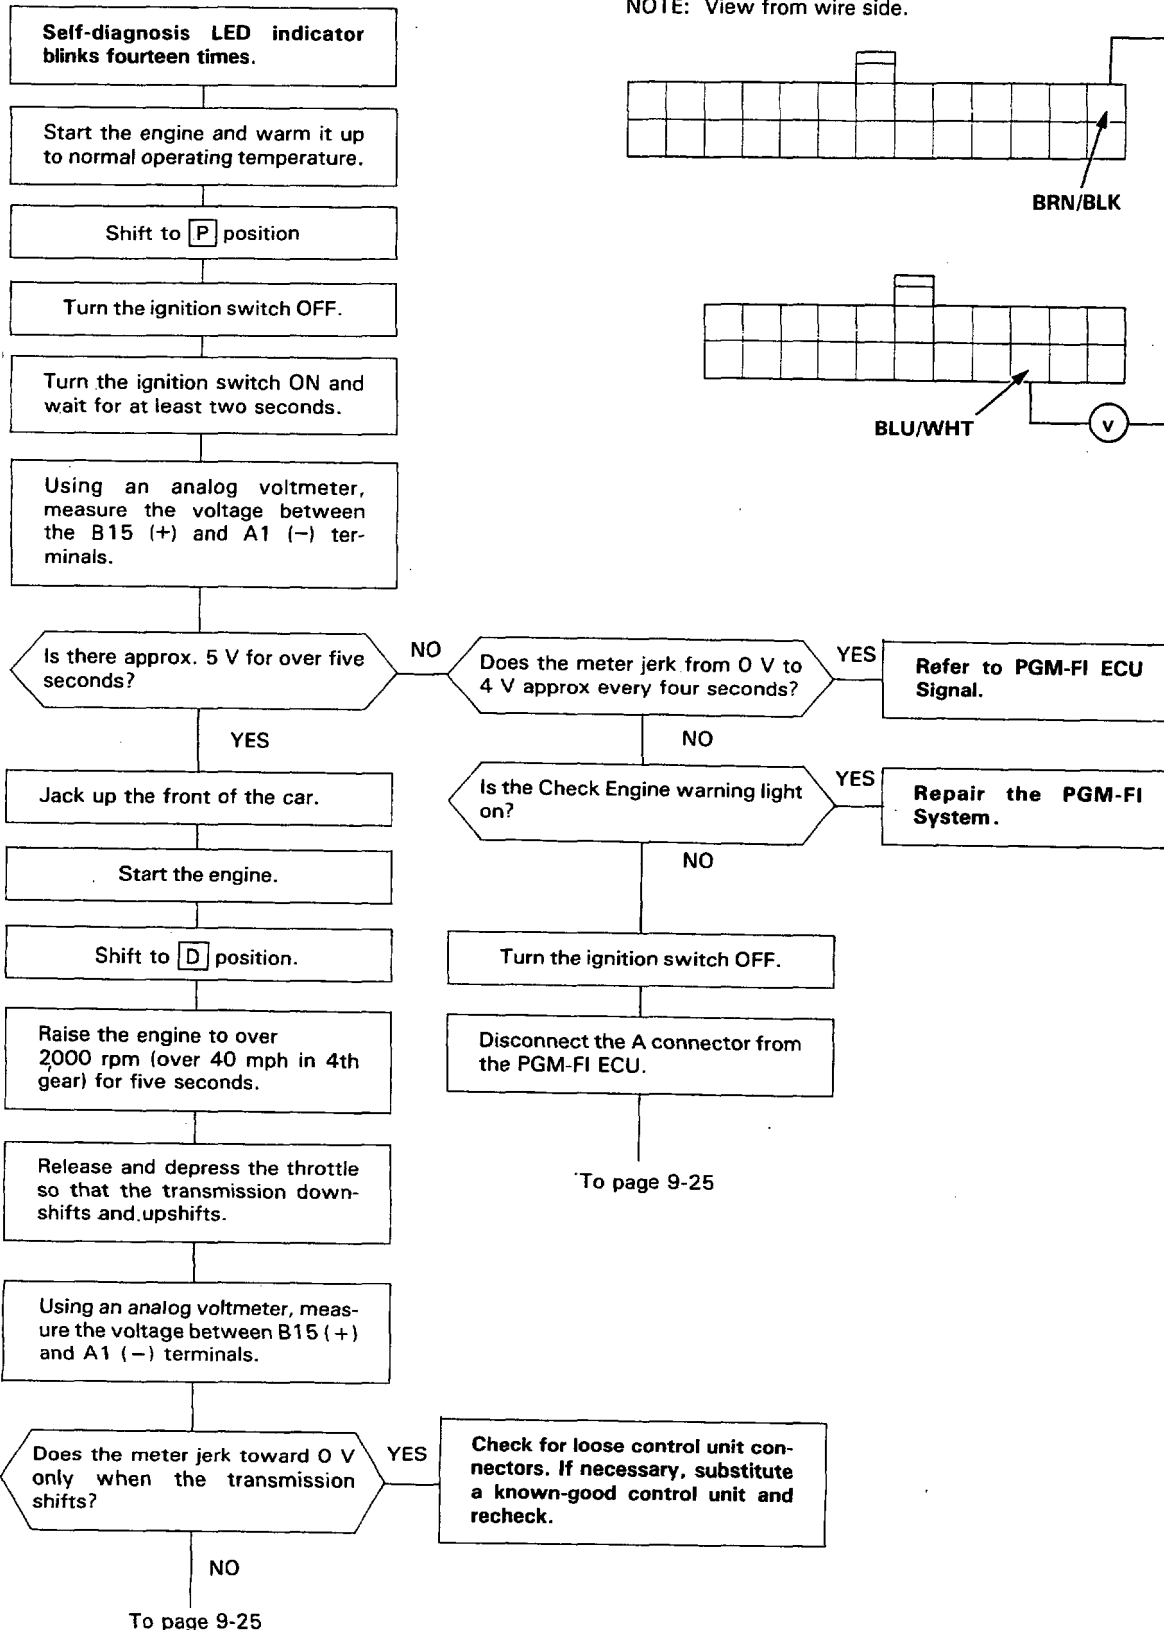 NOTE: View from wire side.
BRN/BLK
BLU/WHT
V
Self-diagnosis LED indicator
blinks fourteen times.
Start the engine and warm it up
to normal operating temperature.
Shift to P position
Turn the ignition switch OFF.
Turn the ignition switch ON and
wait for at least two seconds.
Using an analog voltmeter,
measure the voltage between
the B15 (+) and A1 (−) ter-
minals.
Is there approx. 5 V for over five
seconds?
NO
Does the meter jerk from 0 V to
4 V approx every four seconds?
YES
Refer to PGM-FI ECU
Signal.
YES
NO
Is the Check Engine warning light
on?
YES
Repair the PGM-FI
System.
NO
Turn the ignition switch OFF.
Disconnect the A connector from
the PGM-FI ECU.
To page 9-25
Jack up the front of the car.
Start the engine.
Shift to D position.
Raise the engine to over
2,000 rpm (over 40 mph in 4th
gear) for five seconds.
Release and depress the throttle
so that the transmission down-
shifts and upshifts.
Using an analog voltmeter, meas-
ure the voltage between B15 (+)
and A1 (−) terminals.
Does the meter jerk toward 0 V
only when the transmission
shifts?
YES
Check for loose control unit con-
nectors. If necessary, substitute
a known-good control unit and
recheck.
NO
To page 9-25